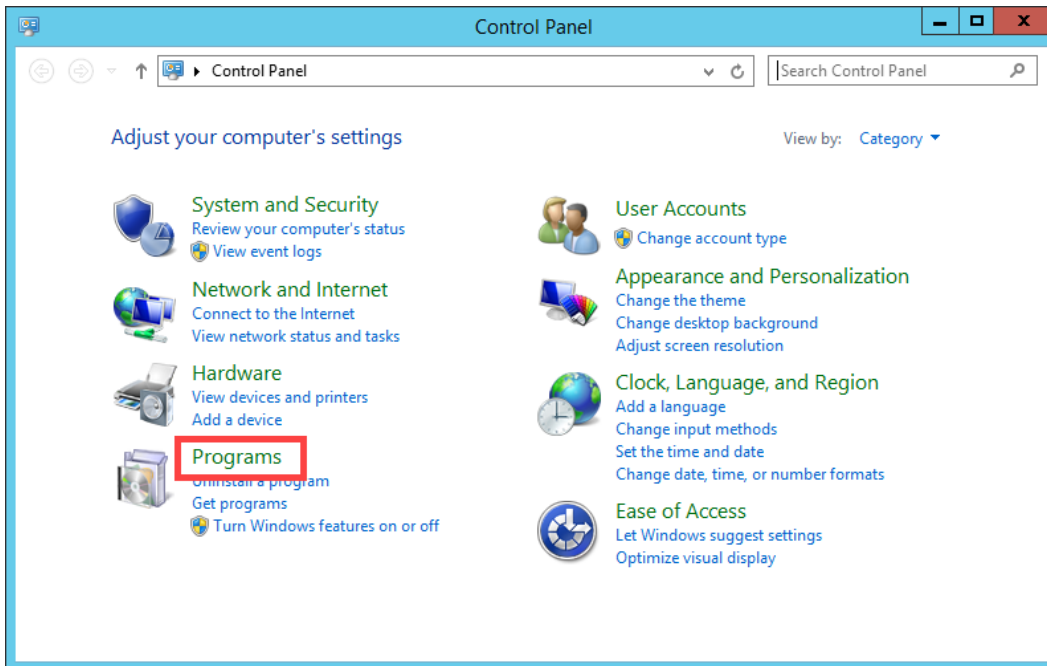 Control Panel
Control Panel
Search Control Panel
Adjust your computer's settings
View by: Category
System and Security
Review your computer's status
View event logs
Network and Internet
Connect to the Internet
View network status and tasks
Hardware
View devices and printers
Add a device
Programs
Uninstall a program
Get programs
Turn Windows features on or off
User Accounts
Change account type
Appearance and Personalization
Change the theme
Change desktop background
Adjust screen resolution
Clock, Language, and Region
Add a language
Change input methods
Set the time and date
Change date, time, or number formats
Ease of Access
Let Windows suggest settings
Optimize visual display